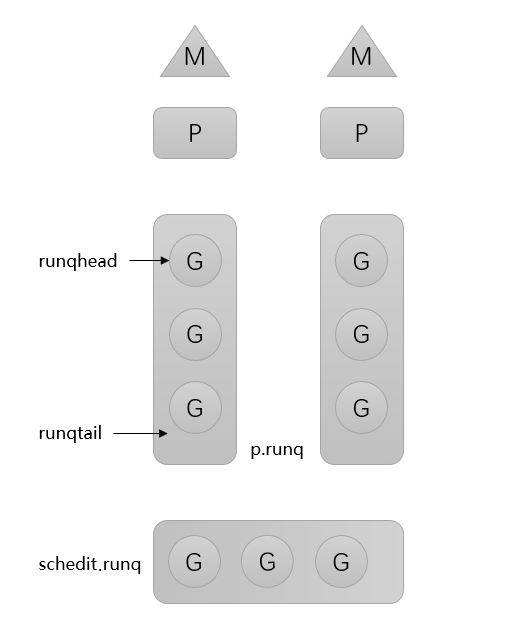 M M
P P
runqhead G G
G G
G G
runqtail
p.runq
schedit.runq G G G